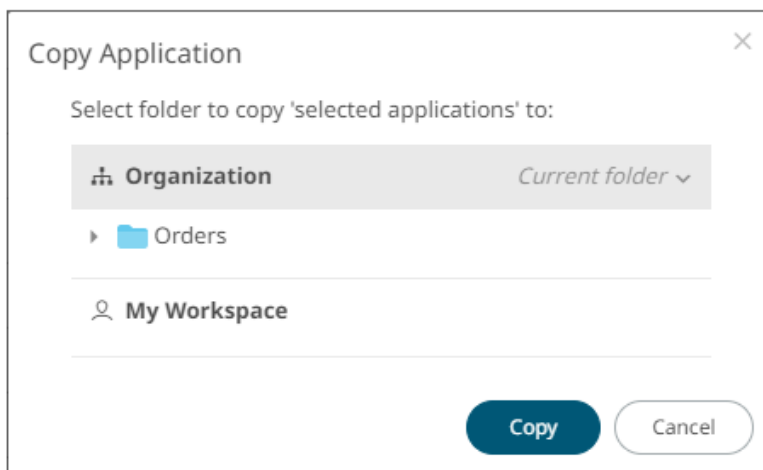 Copy Application
Select folder to copy 'selected applications' to:
Organization Current folder
Orders
My Workspace
Copy Cancel